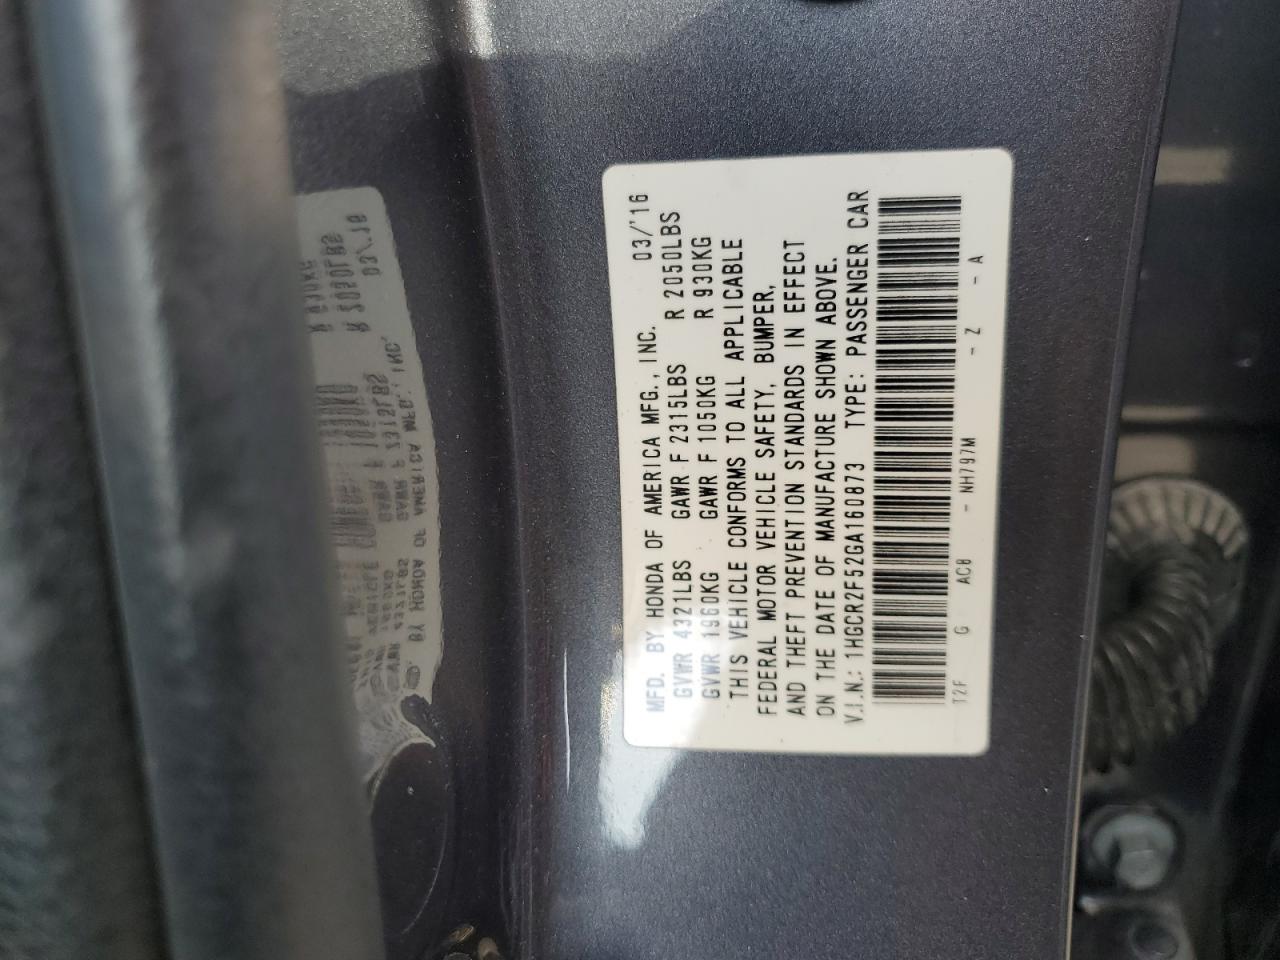 MFD. BY HONDA OF AMERICA MFG., INC. 03/'16
GVWR 4321LBS GAWR F 2315LBS R 2050LBS
GVWR 1960KG GAWR F 1050KG R 930KG
THIS VEHICLE CONFORMS TO ALL APPLICABLE
FEDERAL MOTOR VEHICLE SAFETY, BUMPER,
AND THEFT PREVENTION STANDARDS IN EFFECT
ON THE DATE OF MANUFACTURE SHOWN ABOVE.
V.I.N.: 1HGCR2F52GA160873 TYPE: PASSENGER CAR
T2F G AC8 - NH797M - Z - A